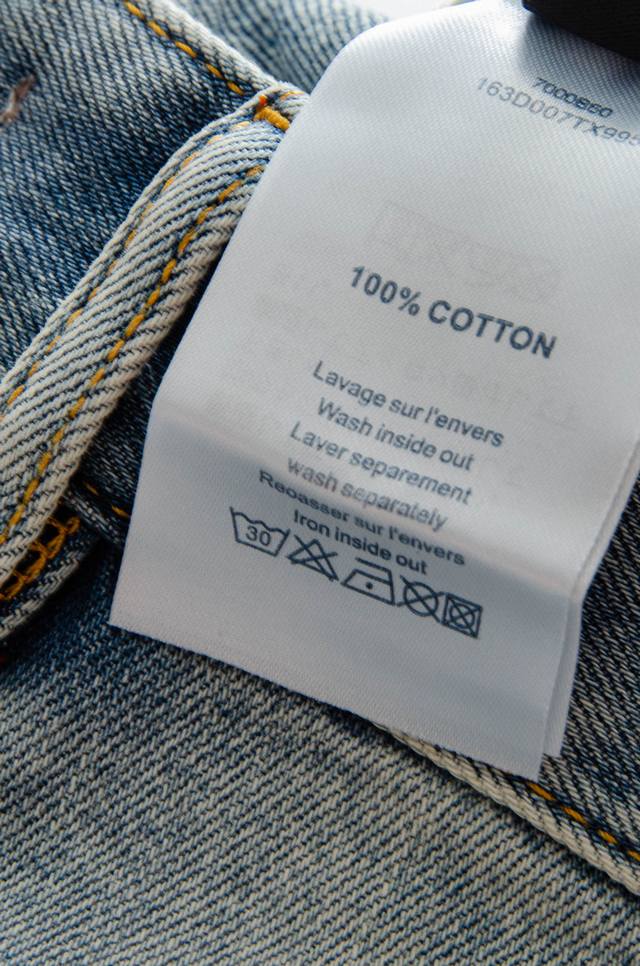 7000860
163D007TX995
100% COTTON
Lavage sur l'envers
Wash inside out
Laver separement
wash separately
Repasser sur l'envers
Iron inside out
30